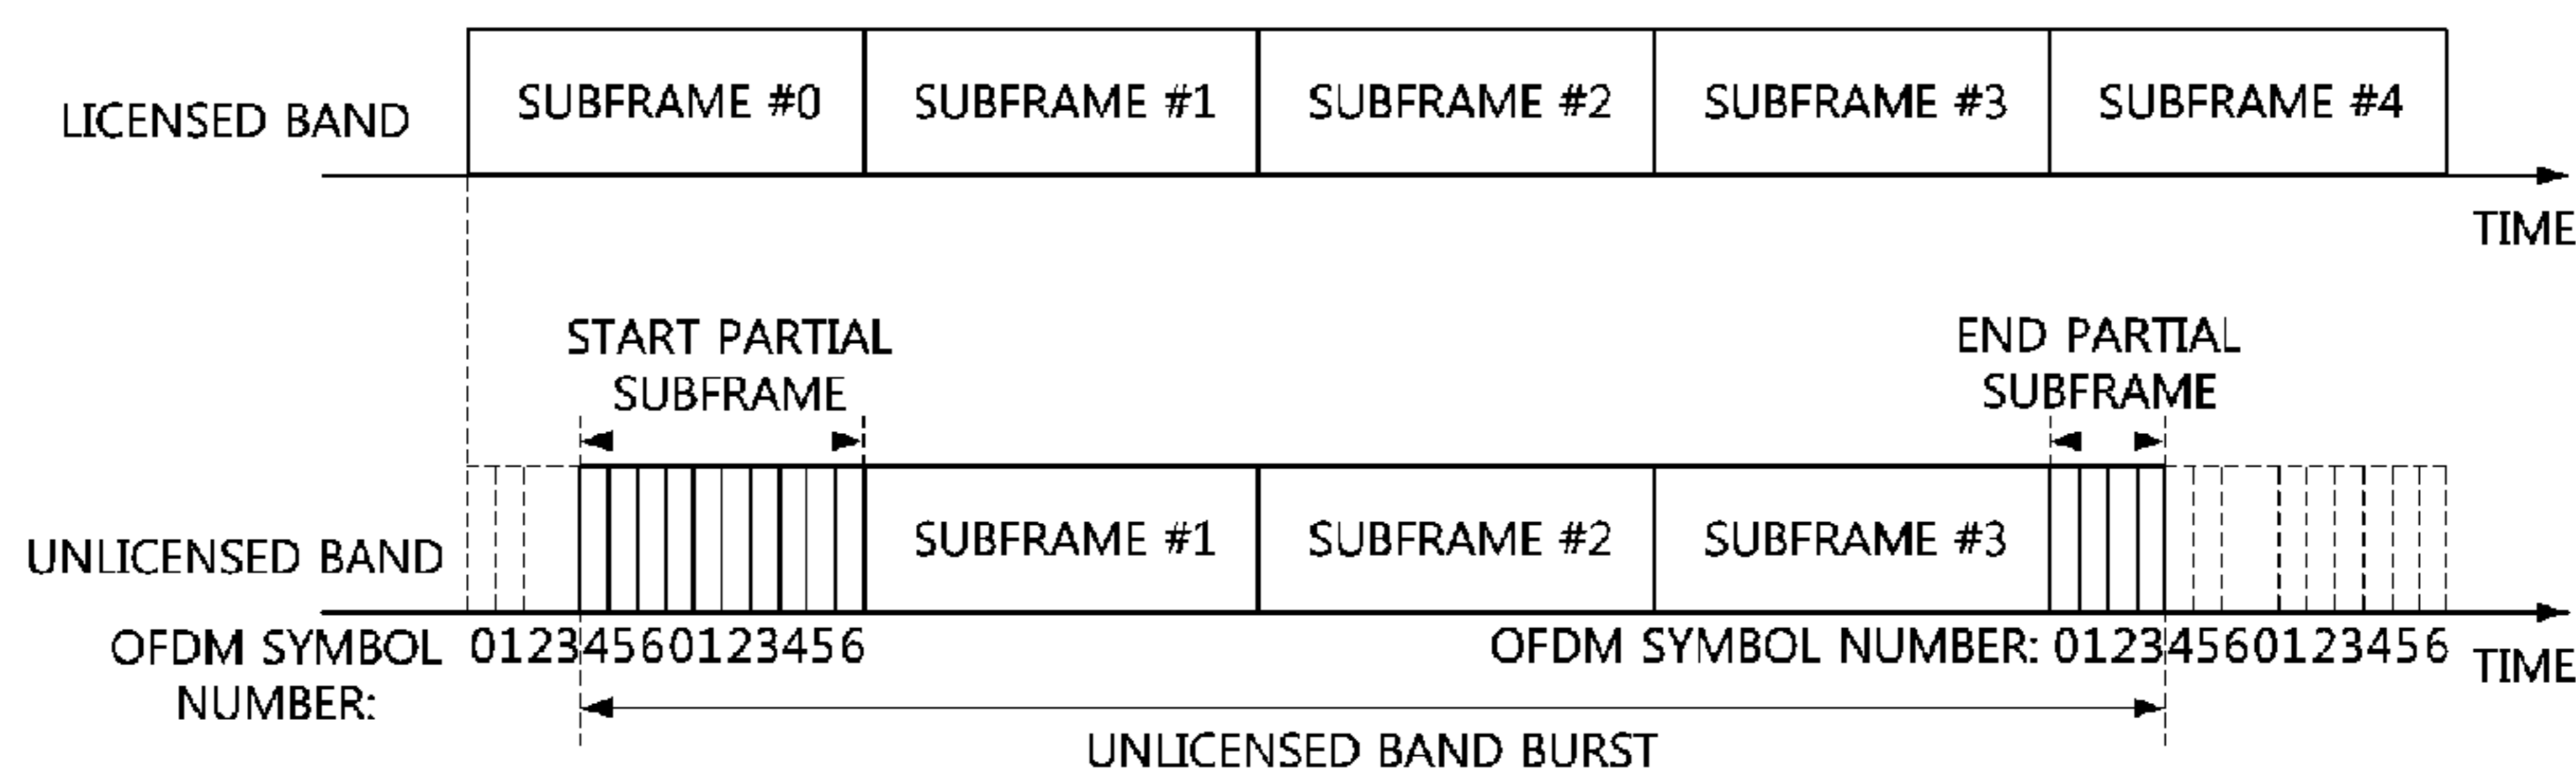 SUBFRAME #0 SUBFRAME #1 SUBFRAME #2 SUBFRAME #3 SUBFRAME #4
LICENSED BAND
TIME
START PARTIAL
SUBFRAME
END PARTIAL
SUBFRAME
SUBFRAME #1 SUBFRAME #2 SUBFRAME #3
UNLICENSED BAND
OFDM SYMBOL
NUMBER:
01234560123456
OFDM SYMBOL NUMBER: 01234560123456
TIME
UNLICENSED BAND BURST